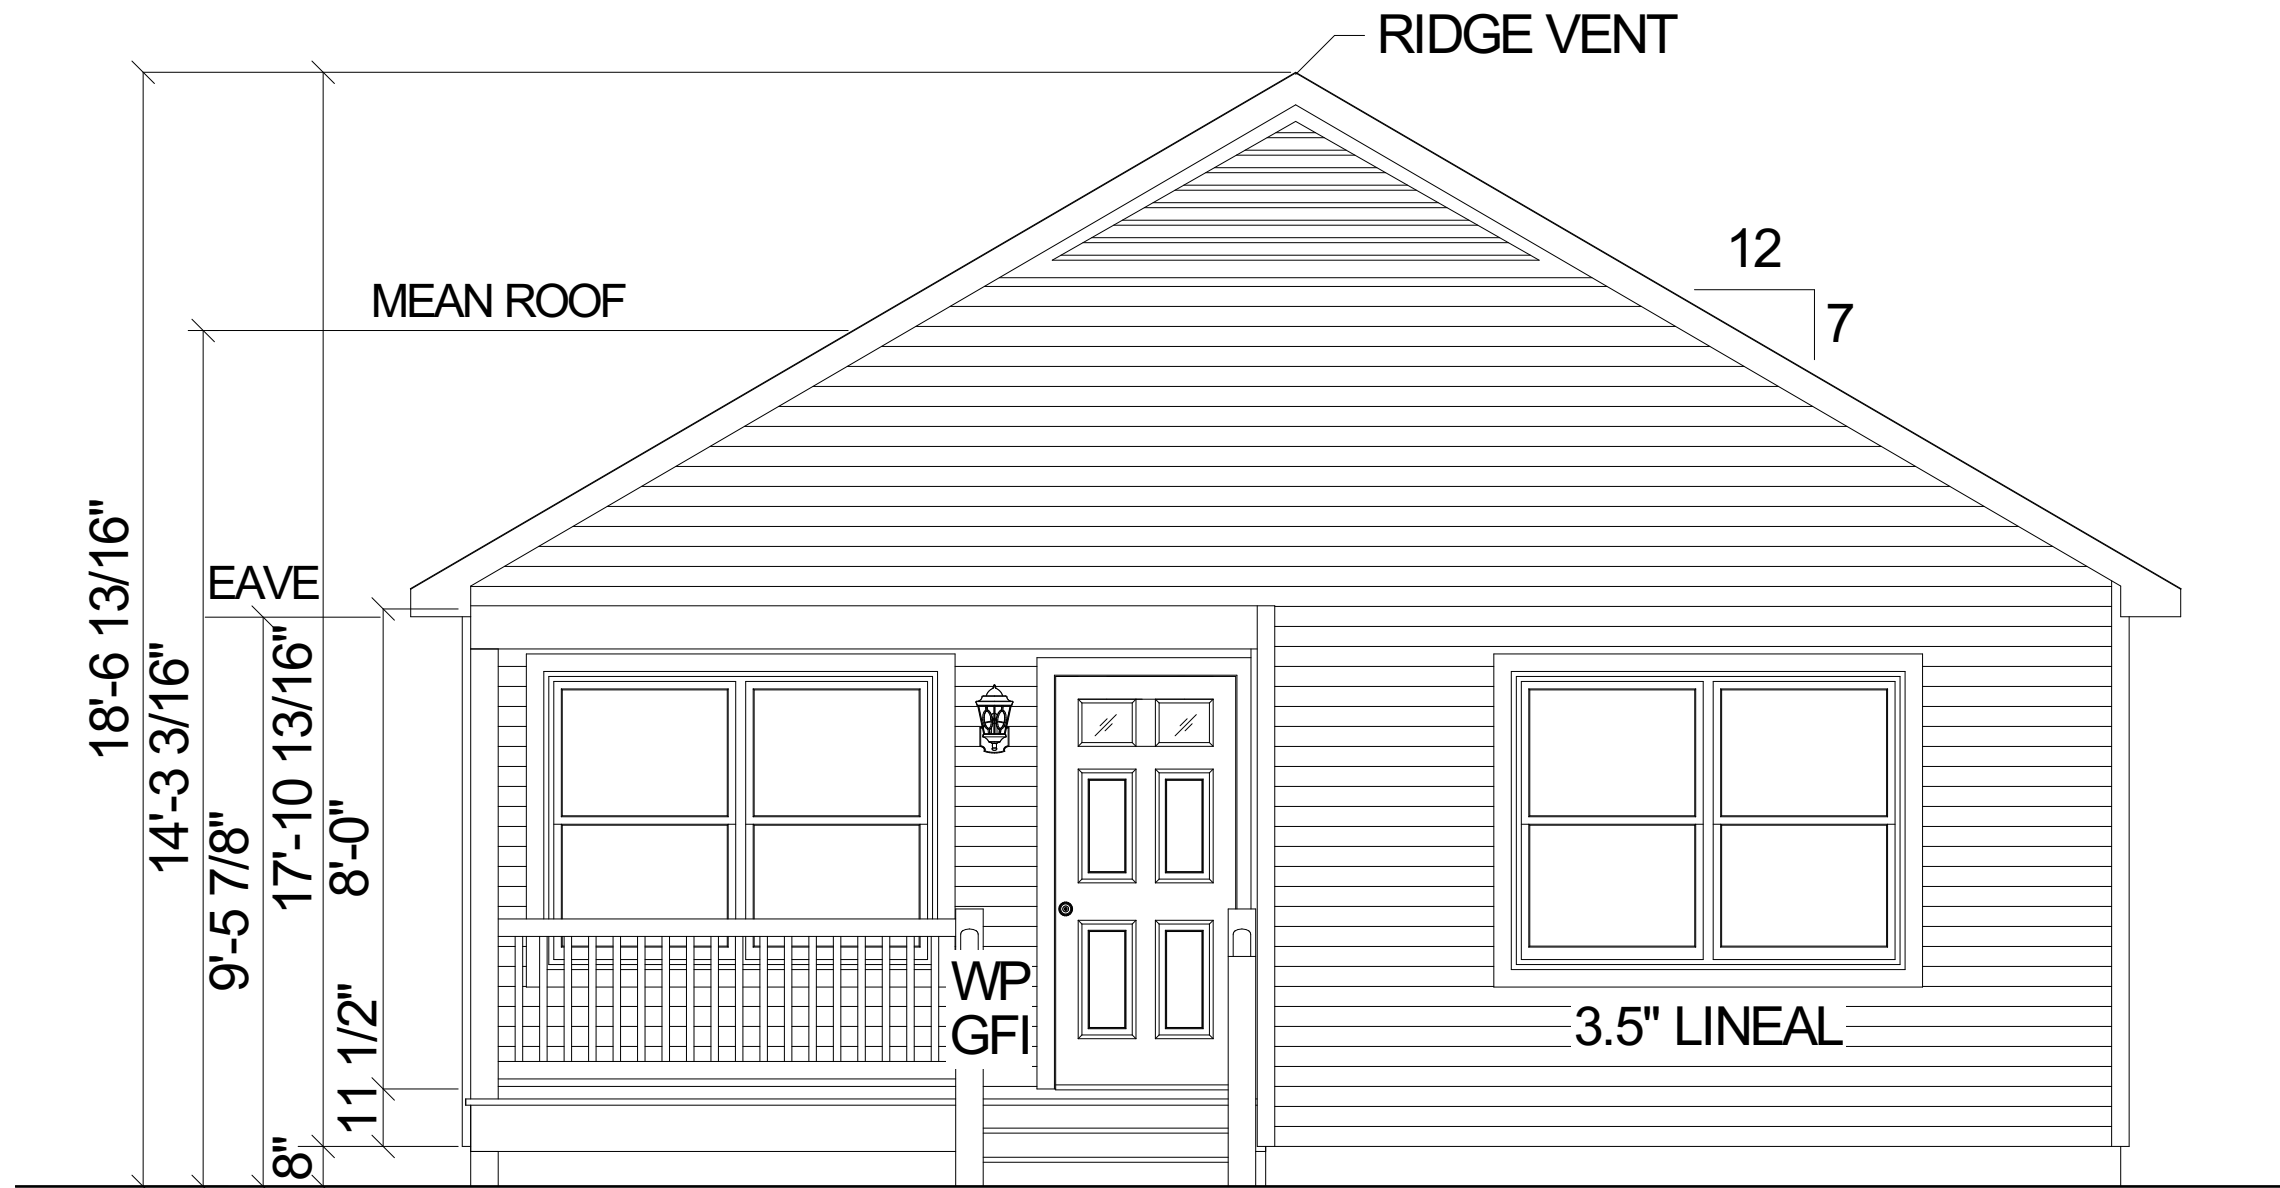 RIDGE VENT
12
7
MEAN ROOF
EAVE
18'-6 13/16"
14'-3 3/16"
9'-5 7/8"
17'-10 13/16"
8'-0"
11 1/2"
8"
WP
GFI
3.5" LINEAL